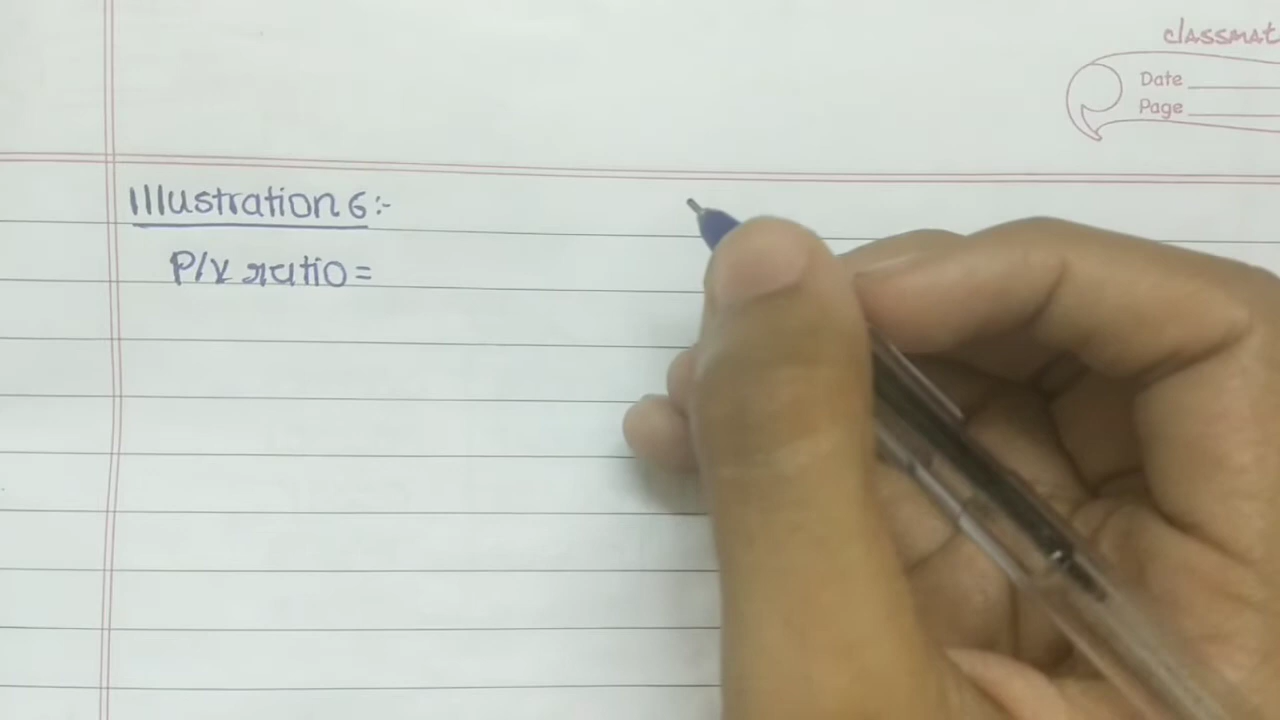 classmat
Date
Page
Illustration 6:-
P/V ratio =